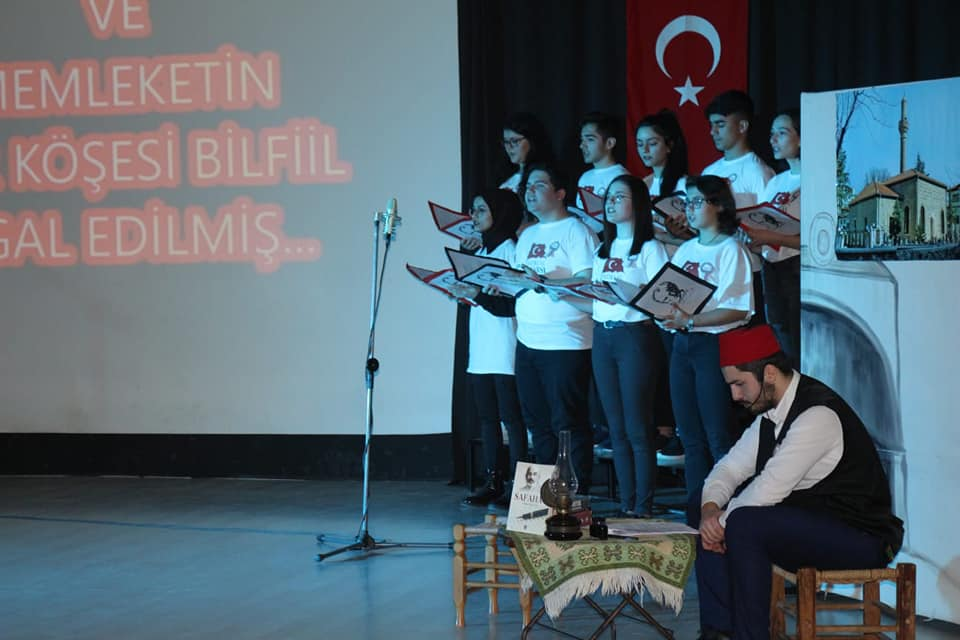 VE
MEMLEKETİN
KÖŞESİ BİLFİİL
GAL EDİLMİŞ...
SAFAHAT